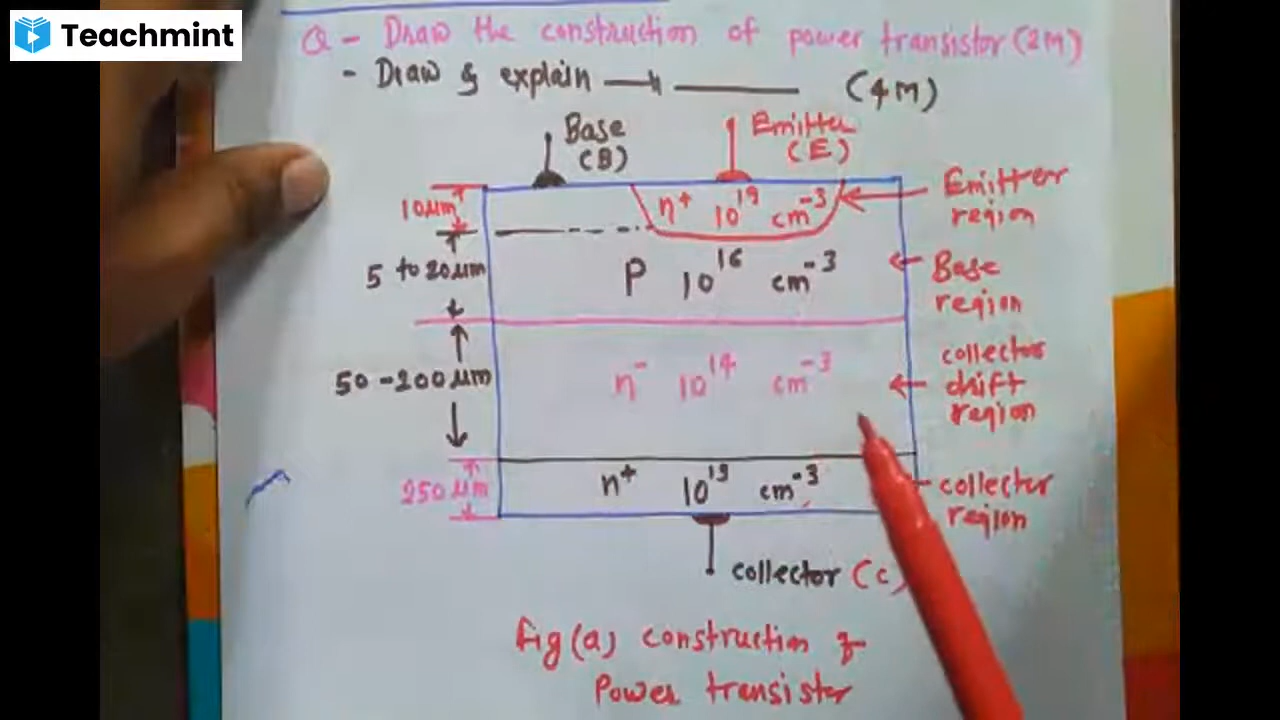 Teachmint
Q - Draw the construction of power transistor (2M)
- Draw & explain —"— (4M)
Base
(B)
Emitter
(E)
10μm
n+ 10^19 cm^-3
Emitter
region
5 to 20μm
P 10^16 cm^-3
Base
region
50-200μm
n- 10^14 cm^-3
collector
drift
region
250μm
n+ 10^19 cm^-3
collector
region
collector (c)
fig (a) construction of
Power transistor